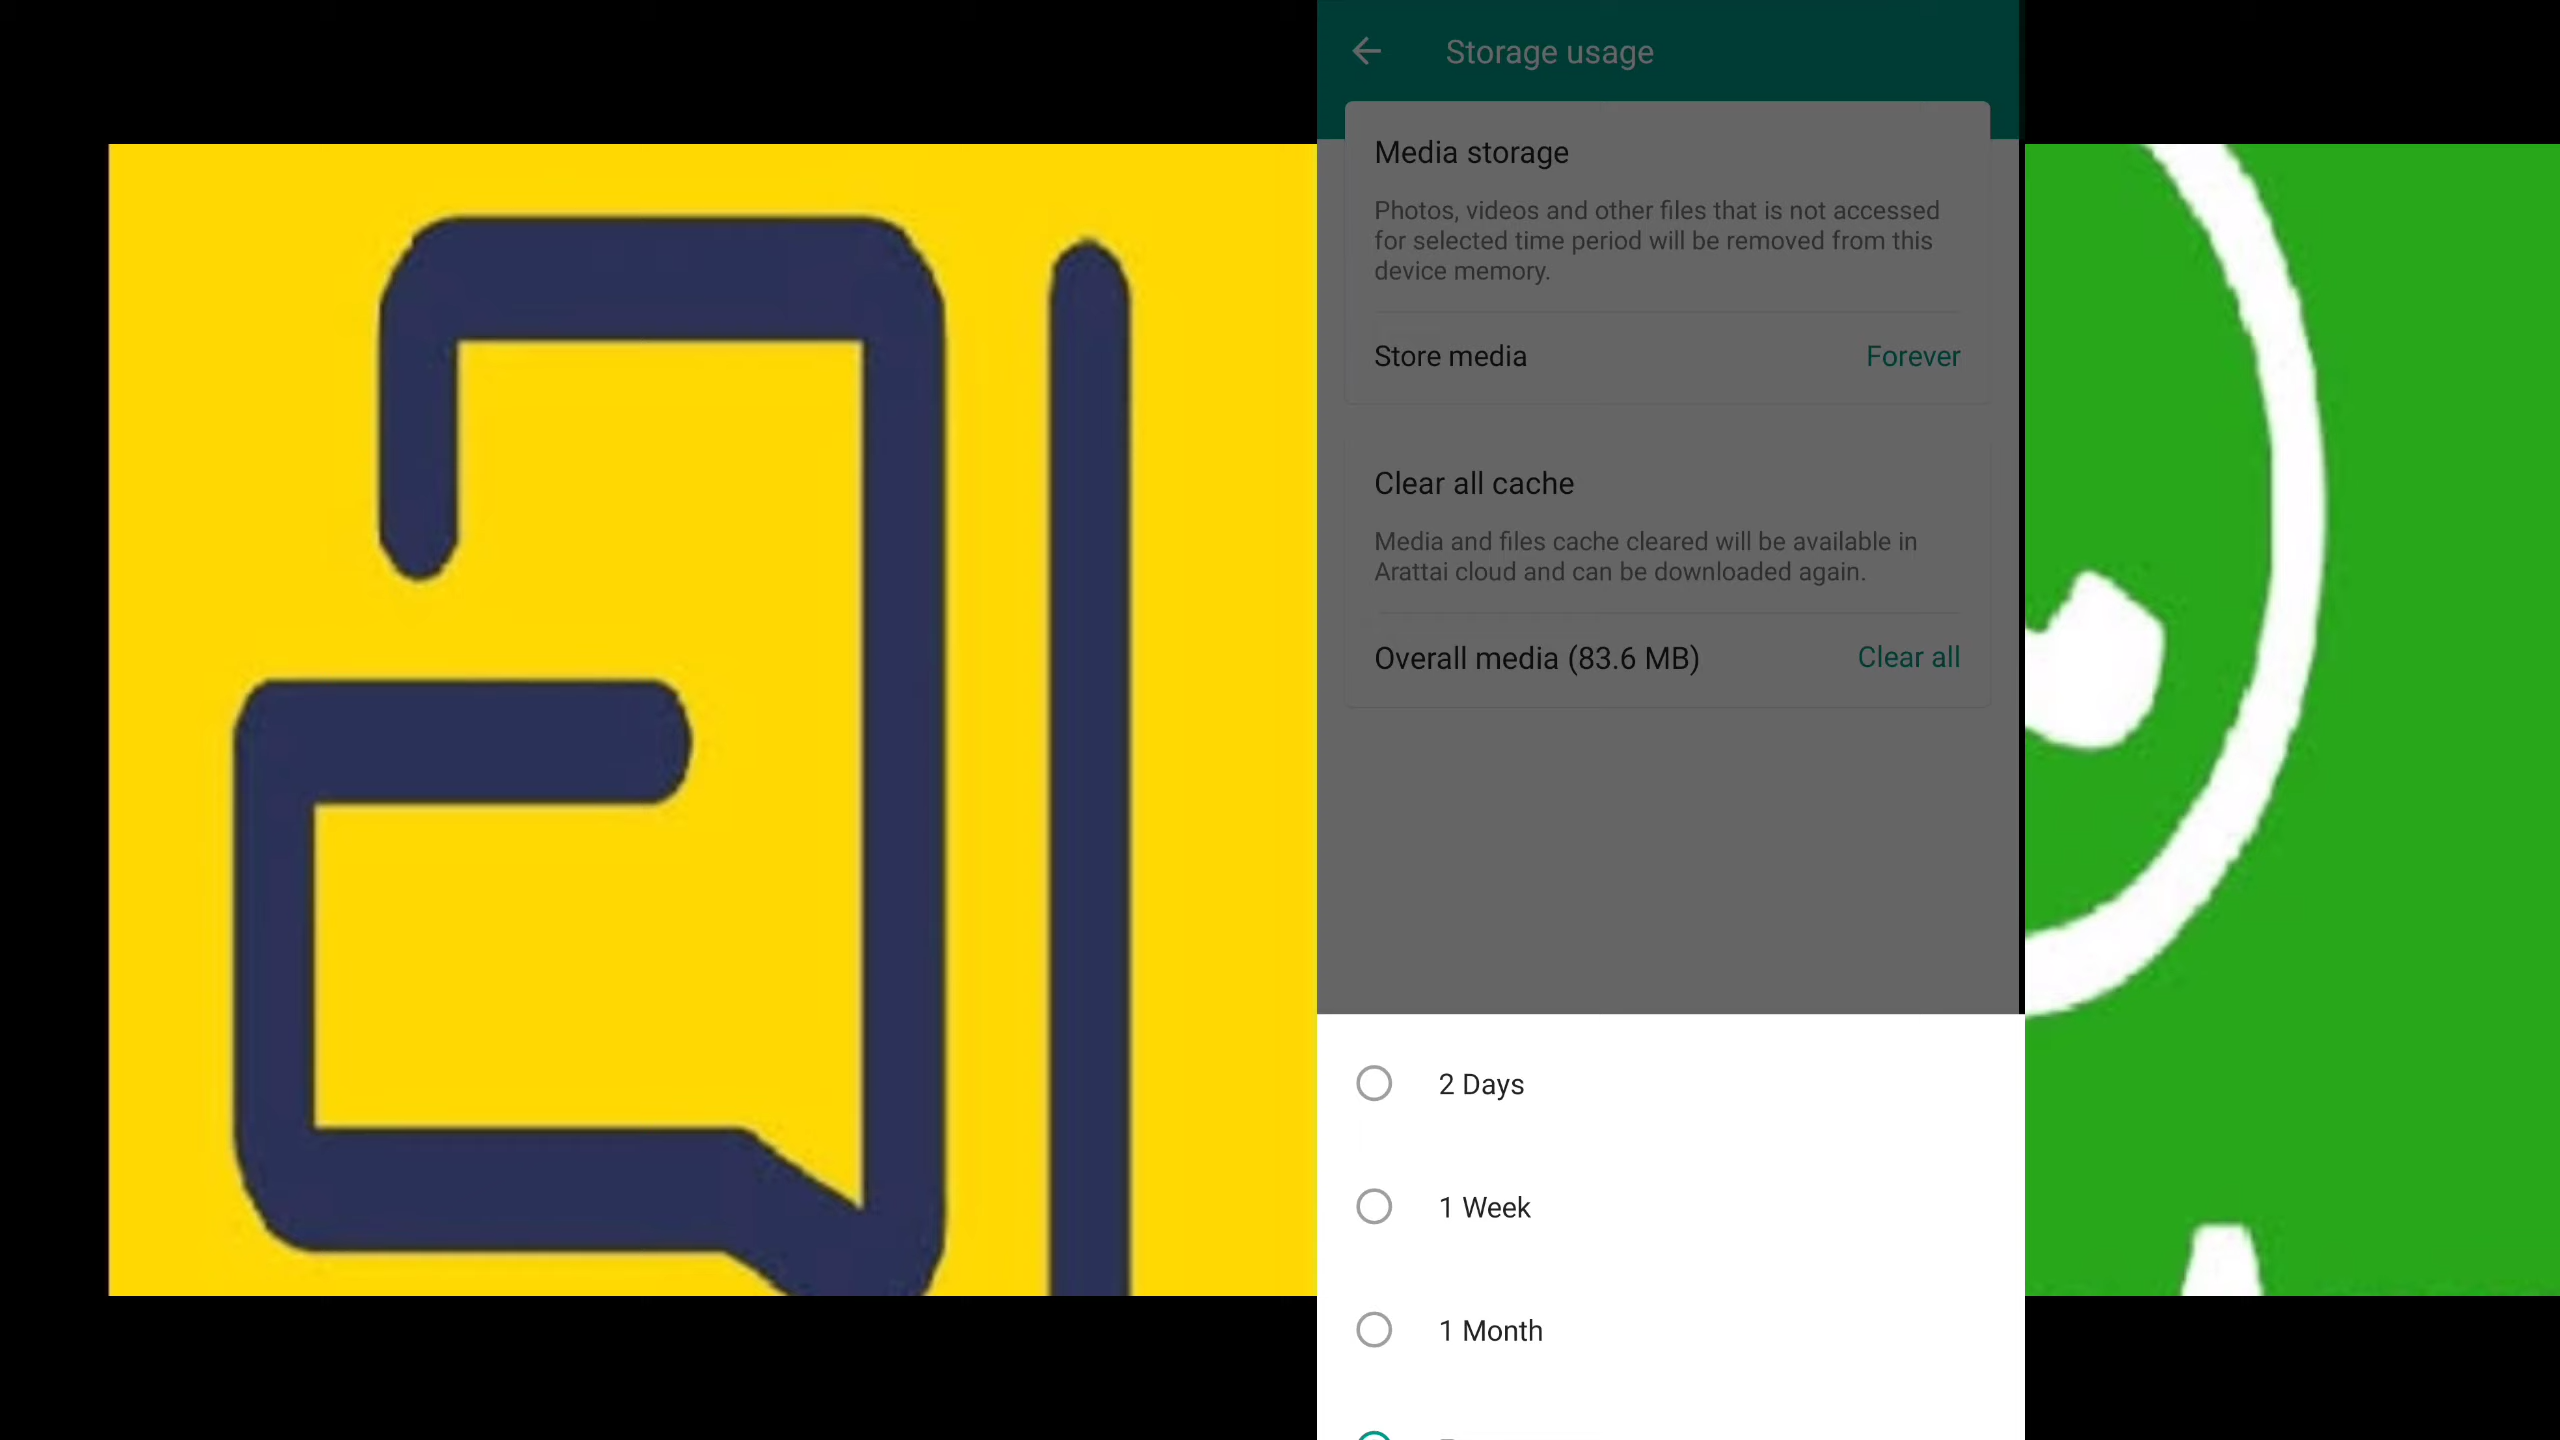 Storage usage
Media storage
Photos, videos and other files that is not accessed
for selected time period will be removed from this
device memory.
Store media Forever
Clear all cache
Media and files cache cleared will be available in
Arattai cloud and can be downloaded again.
Overall media (83.6 MB) Clear all
2 Days
1 Week
1 Month